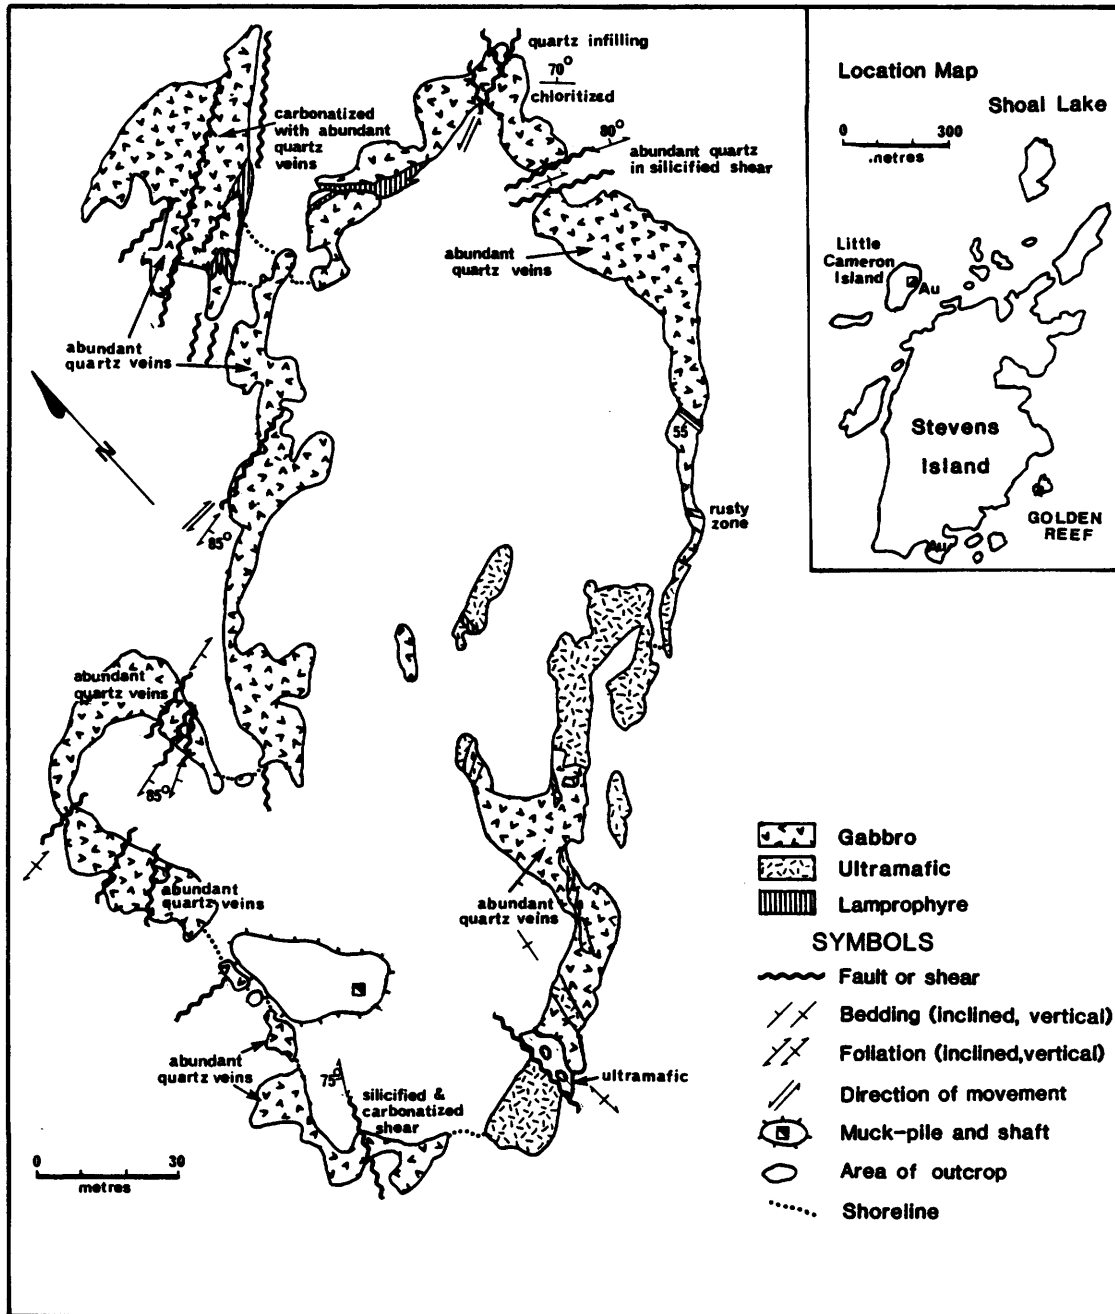 quartz infilling
70°
chloritized
carbonatized
with abundant
quartz
veins
80°
abundant quartz
in silicified shear
abundant
quartz veins
abundant
quartz veins
N
55
85°
rusty
zone
abundant
quartz veins
85°
abundant
quartz veins
abundant
quartz veins
abundant
quartz veins
75°
silicified &
carbonatized
shear
ultramafic
0 30
metres
Location Map
Shoal Lake
0 300
.netres
Little
Cameron
Island
Au
Stevens
Island
GOLDEN
REEF
Au
Gabbro
Ultramafic
Lamprophyre
SYMBOLS
Fault or shear
Bedding (inclined, vertical)
Foliation (inclined,vertical)
Direction of movement
Muck-pile and shaft
Area of outcrop
Shoreline